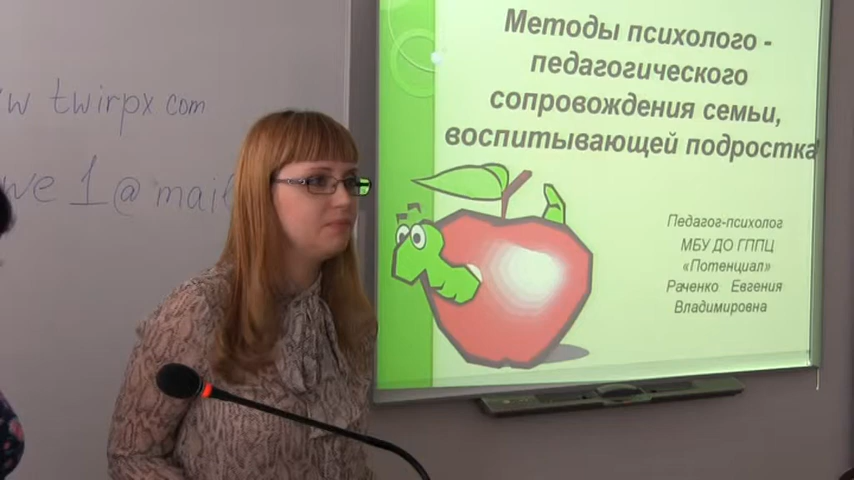 twirpx com
1@mail
Методы психолого -
педагогического
сопровождения семьи,
воспитывающей подростка
Педагог-психолог
МБУ ДО ГППЦ
«Потенциал»
Раченко Евгения
Владимировна